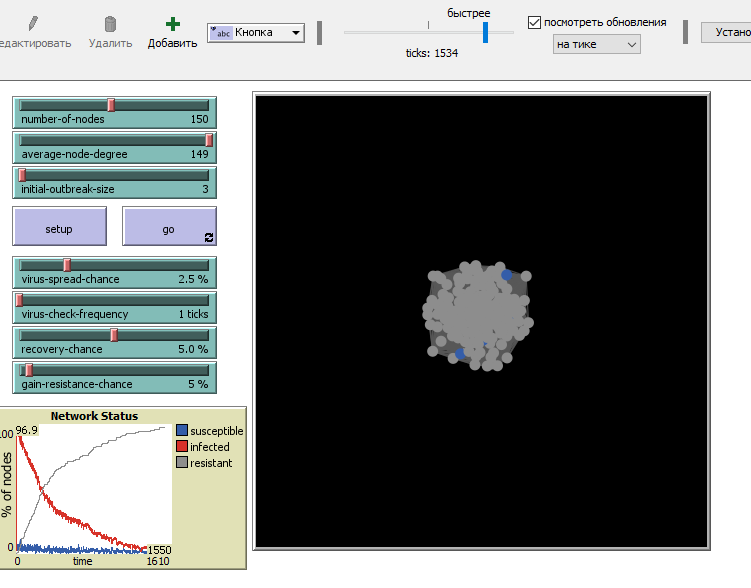 быстрее
едактировать
Удалить
Добавить
abc Кнопка
ticks: 1534
посмотреть обновления
на тике
Устано
number-of-nodes 150
average-node-degree 149
initial-outbreak-size 3
setup
go
virus-spread-chance 2.5 %
virus-check-frequency 1 ticks
recovery-chance 5.0 %
gain-resistance-chance 5 %
Network Status
100
96.9
% of nodes
0
0
time
1610
1550
susceptible
infected
resistant